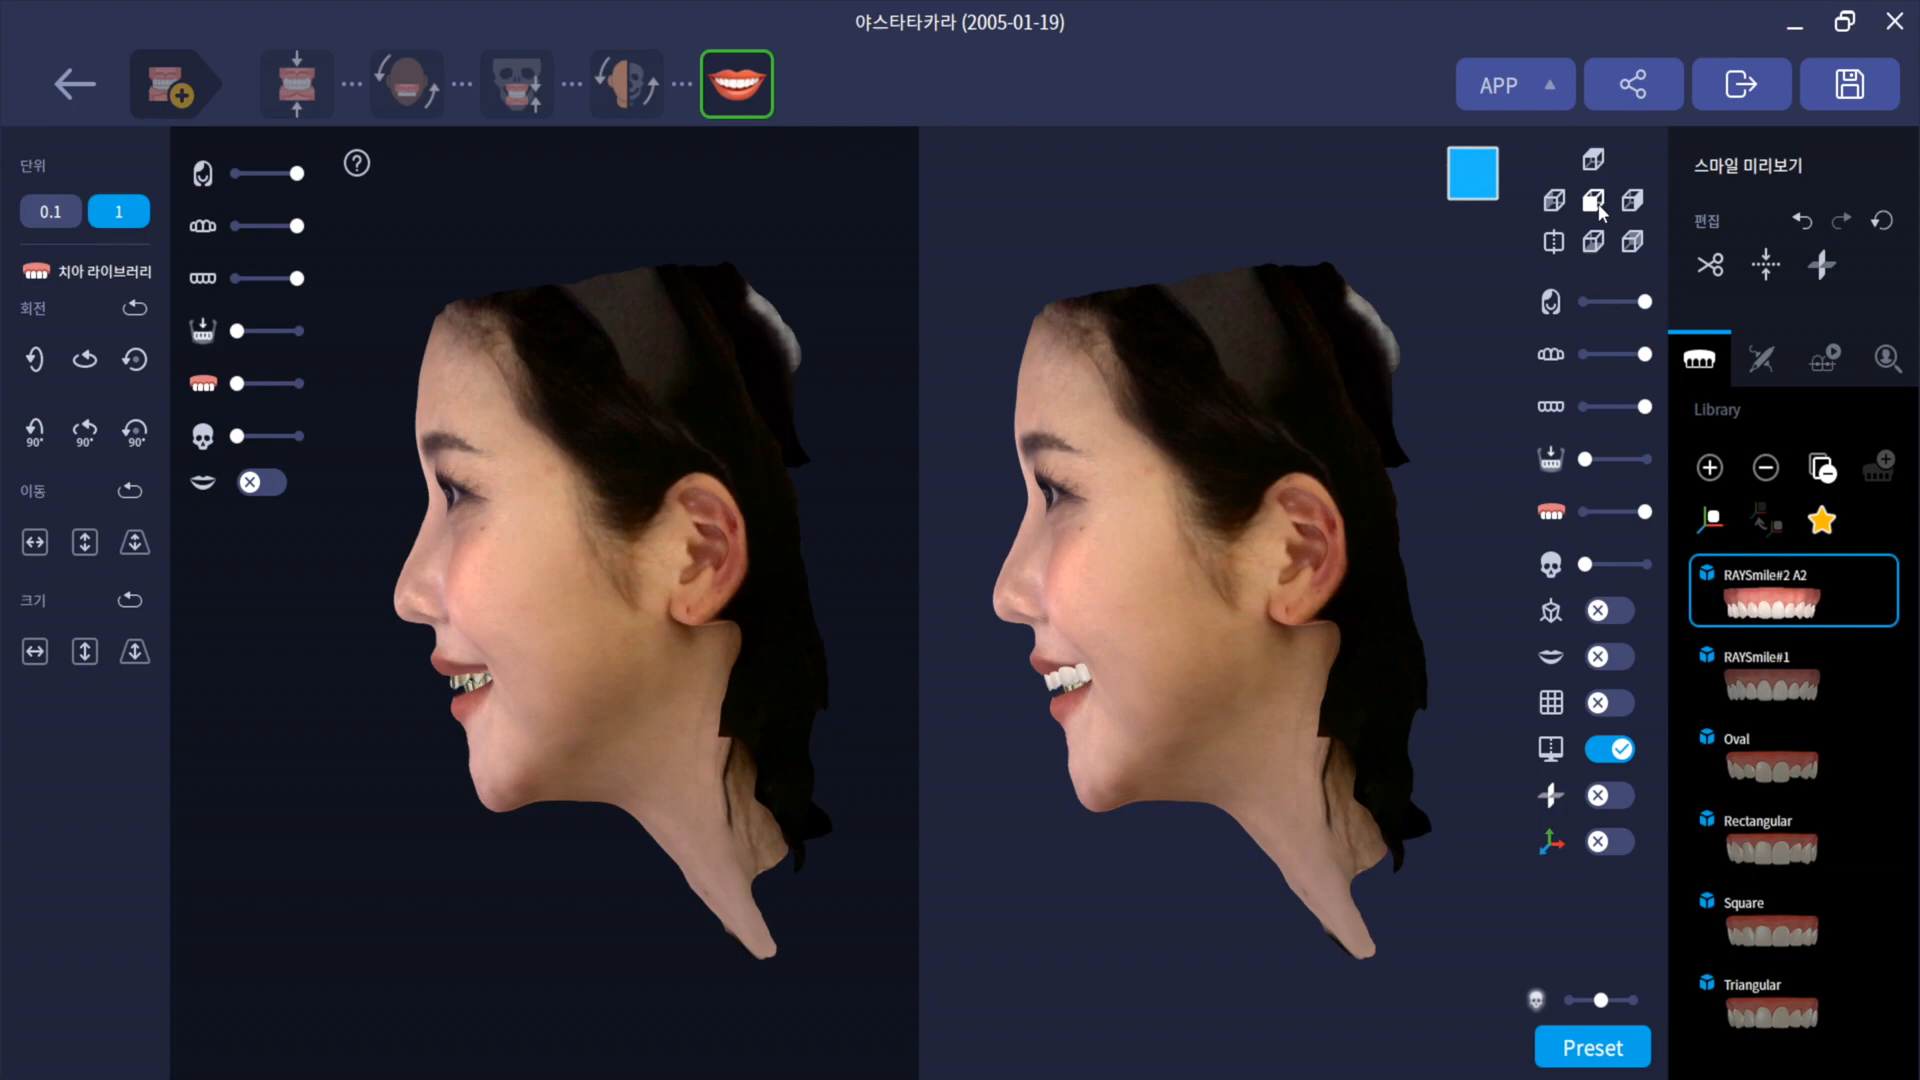 야스타타카라 (2005-01-19)
APP
단위
0.1
1
치아 라이브러리
회전
90°
90°
90°
이동
크기
스마일 미리보기
편집
Library
RAYSmile#2 A2
RAYSmile#1
Oval
Rectangular
Square
Triangular
Preset